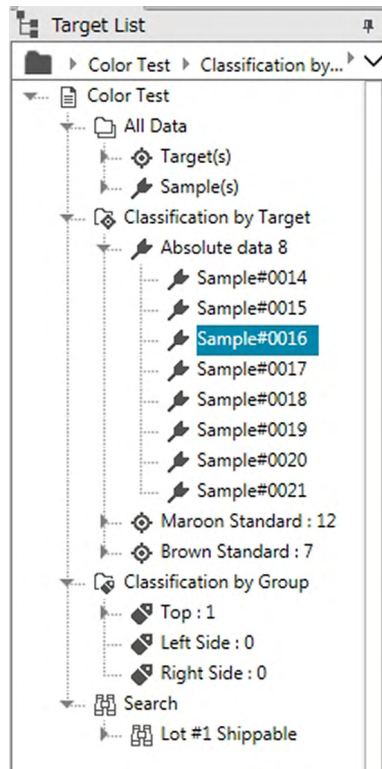 Target List
Color Test Classification by...
Color Test
All Data
Target(s)
Sample(s)
Classification by Target
Absolute data 8
Sample#0014
Sample#0015
Sample#0016
Sample#0017
Sample#0018
Sample#0019
Sample#0020
Sample#0021
Maroon Standard : 12
Brown Standard : 7
Classification by Group
Top : 1
Left Side : 0
Right Side : 0
Search
Lot #1 Shippable